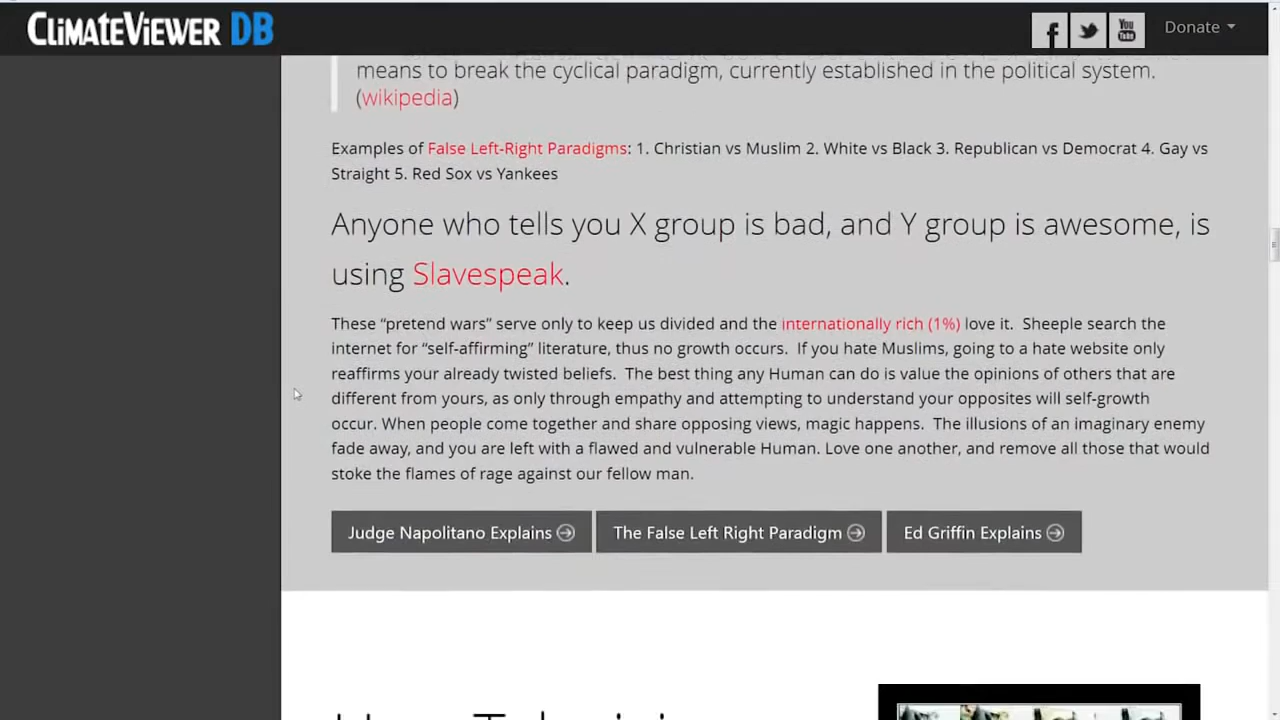 CLIMATEVIEWER DB
Donate
means to break the cyclical paradigm, currently established in the political system.
(wikipedia)
Examples of False Left-Right Paradigms: 1. Christian vs Muslim 2. White vs Black 3. Republican vs Democrat 4. Gay vs
Straight 5. Red Sox vs Yankees
Anyone who tells you X group is bad, and Y group is awesome, is
using Slavespeak.
These “pretend wars” serve only to keep us divided and the internationally rich (1%) love it. Sheeple search the
internet for “self-affirming” literature, thus no growth occurs. If you hate Muslims, going to a hate website only
reaffirms your already twisted beliefs. The best thing any Human can do is value the opinions of others that are
different from yours, as only through empathy and attempting to understand your opposites will self-growth
occur. When people come together and share opposing views, magic happens. The illusions of an imaginary enemy
fade away, and you are left with a flawed and vulnerable Human. Love one another, and remove all those that would
stoke the flames of rage against our fellow man.
Judge Napolitano Explains
The False Left Right Paradigm
Ed Griffin Explains